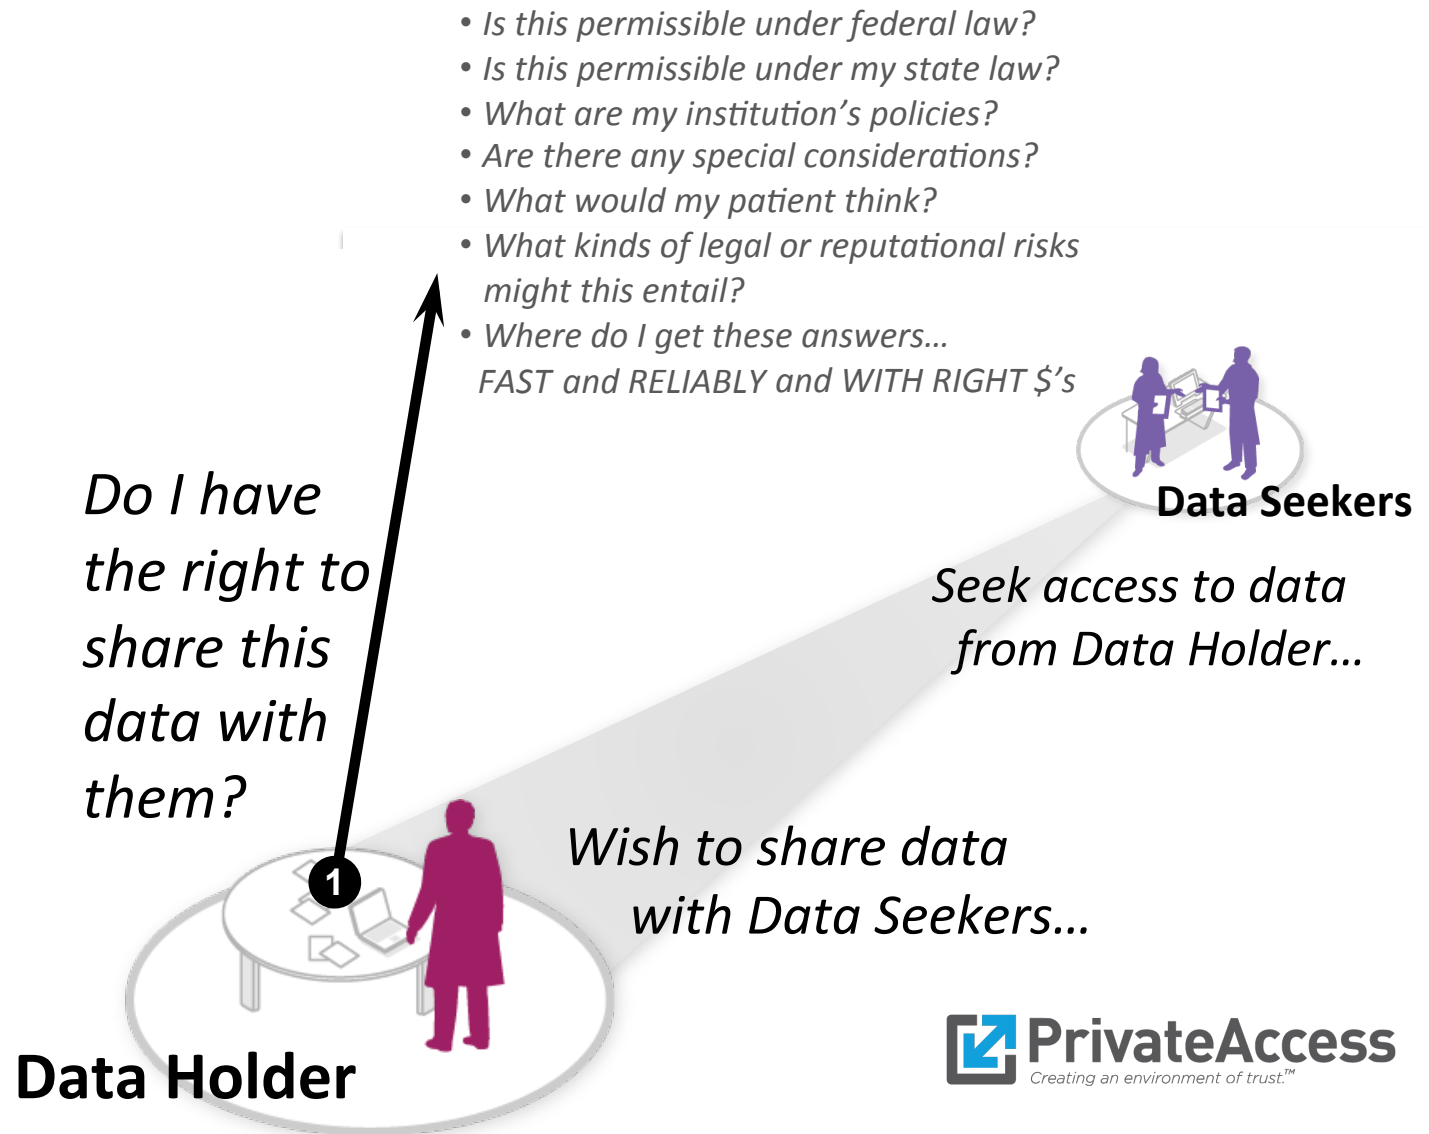 • Is this permissible under federal law?
• Is this permissible under my state law?
• What are my institution’s policies?
• Are there any special considerations?
• What would my patient think?
• What kinds of legal or reputational risks
might this entail?
• Where do I get these answers...
FAST and RELIABLY and WITH RIGHT $’s
Data Seekers
Do I have
the right to
share this
data with
them?
Seek access to data
from Data Holder...
1
Wish to share data
with Data Seekers...
Data Holder
PrivateAccess
Creating an environment of trust.™